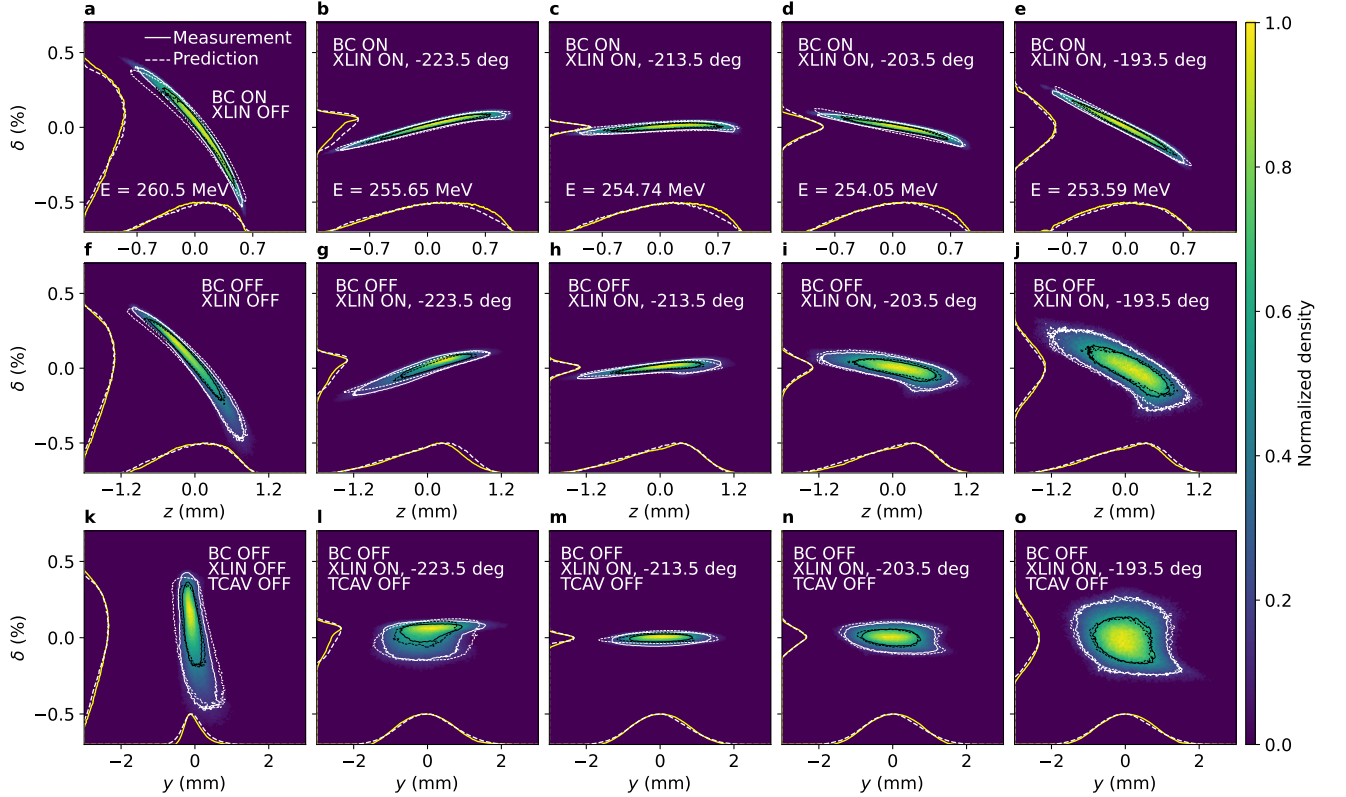 a
b
c
d
e
1.0
0.5
0.0
−0.5
δ (%)
Measurement
Prediction
BC ON
XLIN OFF
E = 260.5 MeV
BC ON
XLIN ON, -223.5 deg
E = 255.65 MeV
BC ON
XLIN ON, -213.5 deg
E = 254.74 MeV
BC ON
XLIN ON, -203.5 deg
E = 254.05 MeV
BC ON
XLIN ON, -193.5 deg
E = 253.59 MeV
−0.7 0.0 0.7
−0.7 0.0 0.7
−0.7 0.0 0.7
−0.7 0.0 0.7
−0.7 0.0 0.7
f
g
h
i
j
0.5
0.0
−0.5
δ (%)
BC OFF
XLIN OFF
BC OFF
XLIN ON, -223.5 deg
BC OFF
XLIN ON, -213.5 deg
BC OFF
XLIN ON, -203.5 deg
BC OFF
XLIN ON, -193.5 deg
−1.2 0.0 1.2
−1.2 0.0 1.2
−1.2 0.0 1.2
−1.2 0.0 1.2
−1.2 0.0 1.2
z (mm)
z (mm)
z (mm)
z (mm)
z (mm)
k
l
m
n
o
0.5
0.0
−0.5
δ (%)
BC OFF
XLIN OFF
TCAV OFF
BC OFF
XLIN ON, -223.5 deg
TCAV OFF
BC OFF
XLIN ON, -213.5 deg
TCAV OFF
BC OFF
XLIN ON, -203.5 deg
TCAV OFF
BC OFF
XLIN ON, -193.5 deg
TCAV OFF
−2 0 2
−2 0 2
−2 0 2
−2 0 2
−2 0 2
y (mm)
y (mm)
y (mm)
y (mm)
y (mm)
0.8
0.6
0.4
0.2
0.0
Normalized density